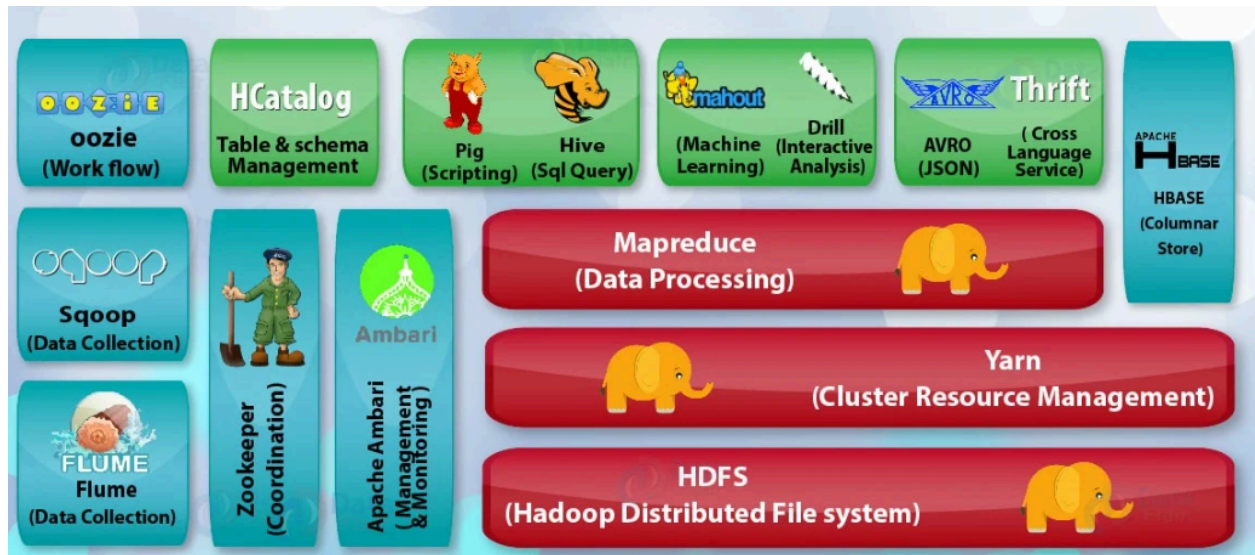 OOZiE
oozie
(Work flow)
HCatalog
Table & schema
Management
Pig
(Scripting)
Hive
(Sql Query)
mahout
(Machine
Learning)
Drill
(Interactive
Analysis)
AVRO
AVRO
(JSON)
Thrift
( Cross
Language
Service)
APACHE
HBASE
HBASE
(Columnar
Store)
sqoop
Sqoop
(Data Collection)
FLUME
Flume
(Data Collection)
Zookeeper
(Coordination)
Ambari
Apache Ambari
( Management
& Monitoring)
Mapreduce
(Data Processing)
Yarn
(Cluster Resource Management)
HDFS
(Hadoop Distributed File system)